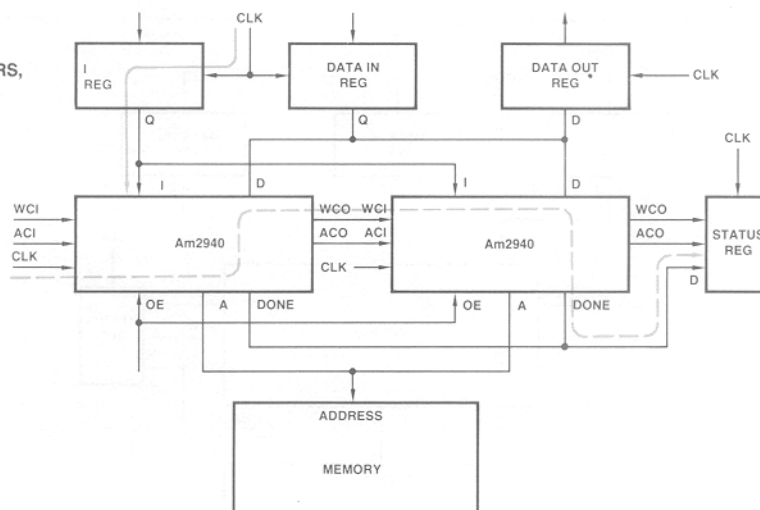 CLK
RS,
I
REG
DATA IN
REG
DATA OUT
REG
CLK
Q
Q
D
CLK
I
D
I
D
WCI
ACI
CLK
Am2940
WCO
ACO
WCI
ACI
CLK
Am2940
WCO
ACO
STATUS
REG
D
OE
A
DONE
OE
A
DONE
ADDRESS
MEMORY